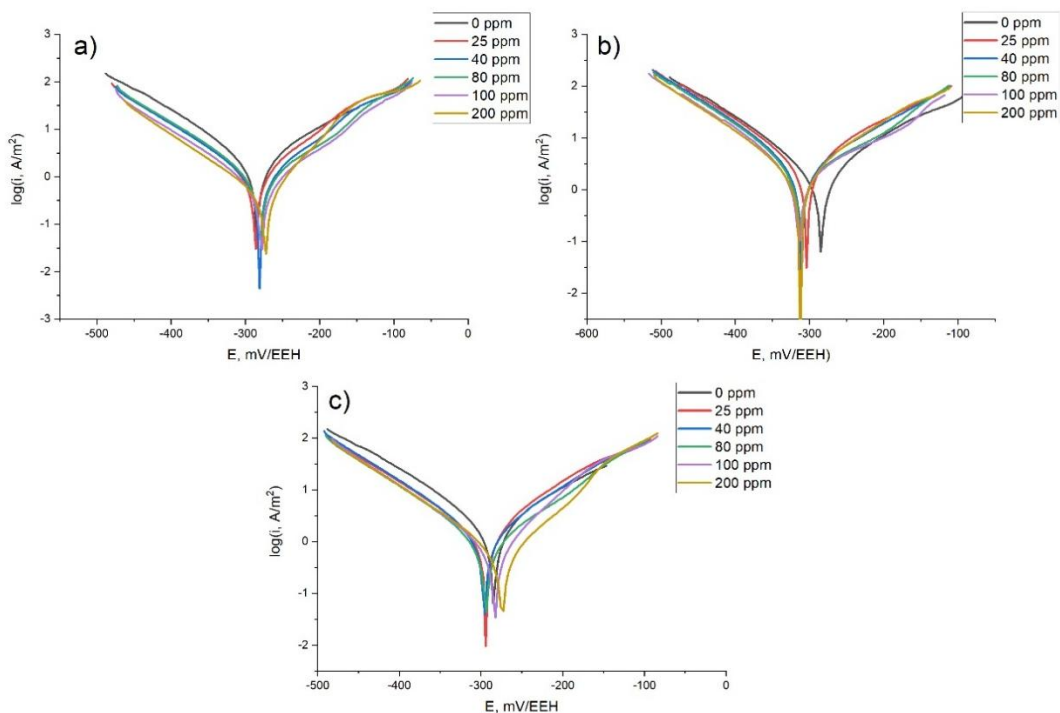 a)
0 ppm
25 ppm
40 ppm
80 ppm
100 ppm
200 ppm
log(i, A/m²)
3
2
1
0
-1
-2
-3
-500
-400
-300
-200
-100
0
E, mV/EEH
b)
0 ppm
25 ppm
40 ppm
80 ppm
100 ppm
200 ppm
log(i, A/m²)
3
2
1
0
-1
-2
-600
-500
-400
-300
-200
-100
E, mV/EEH)
c)
0 ppm
25 ppm
40 ppm
80 ppm
100 ppm
200 ppm
log(i, A/m²)
3
2
1
0
-1
-2
-500
-400
-300
-200
-100
0
E, mV/EEH